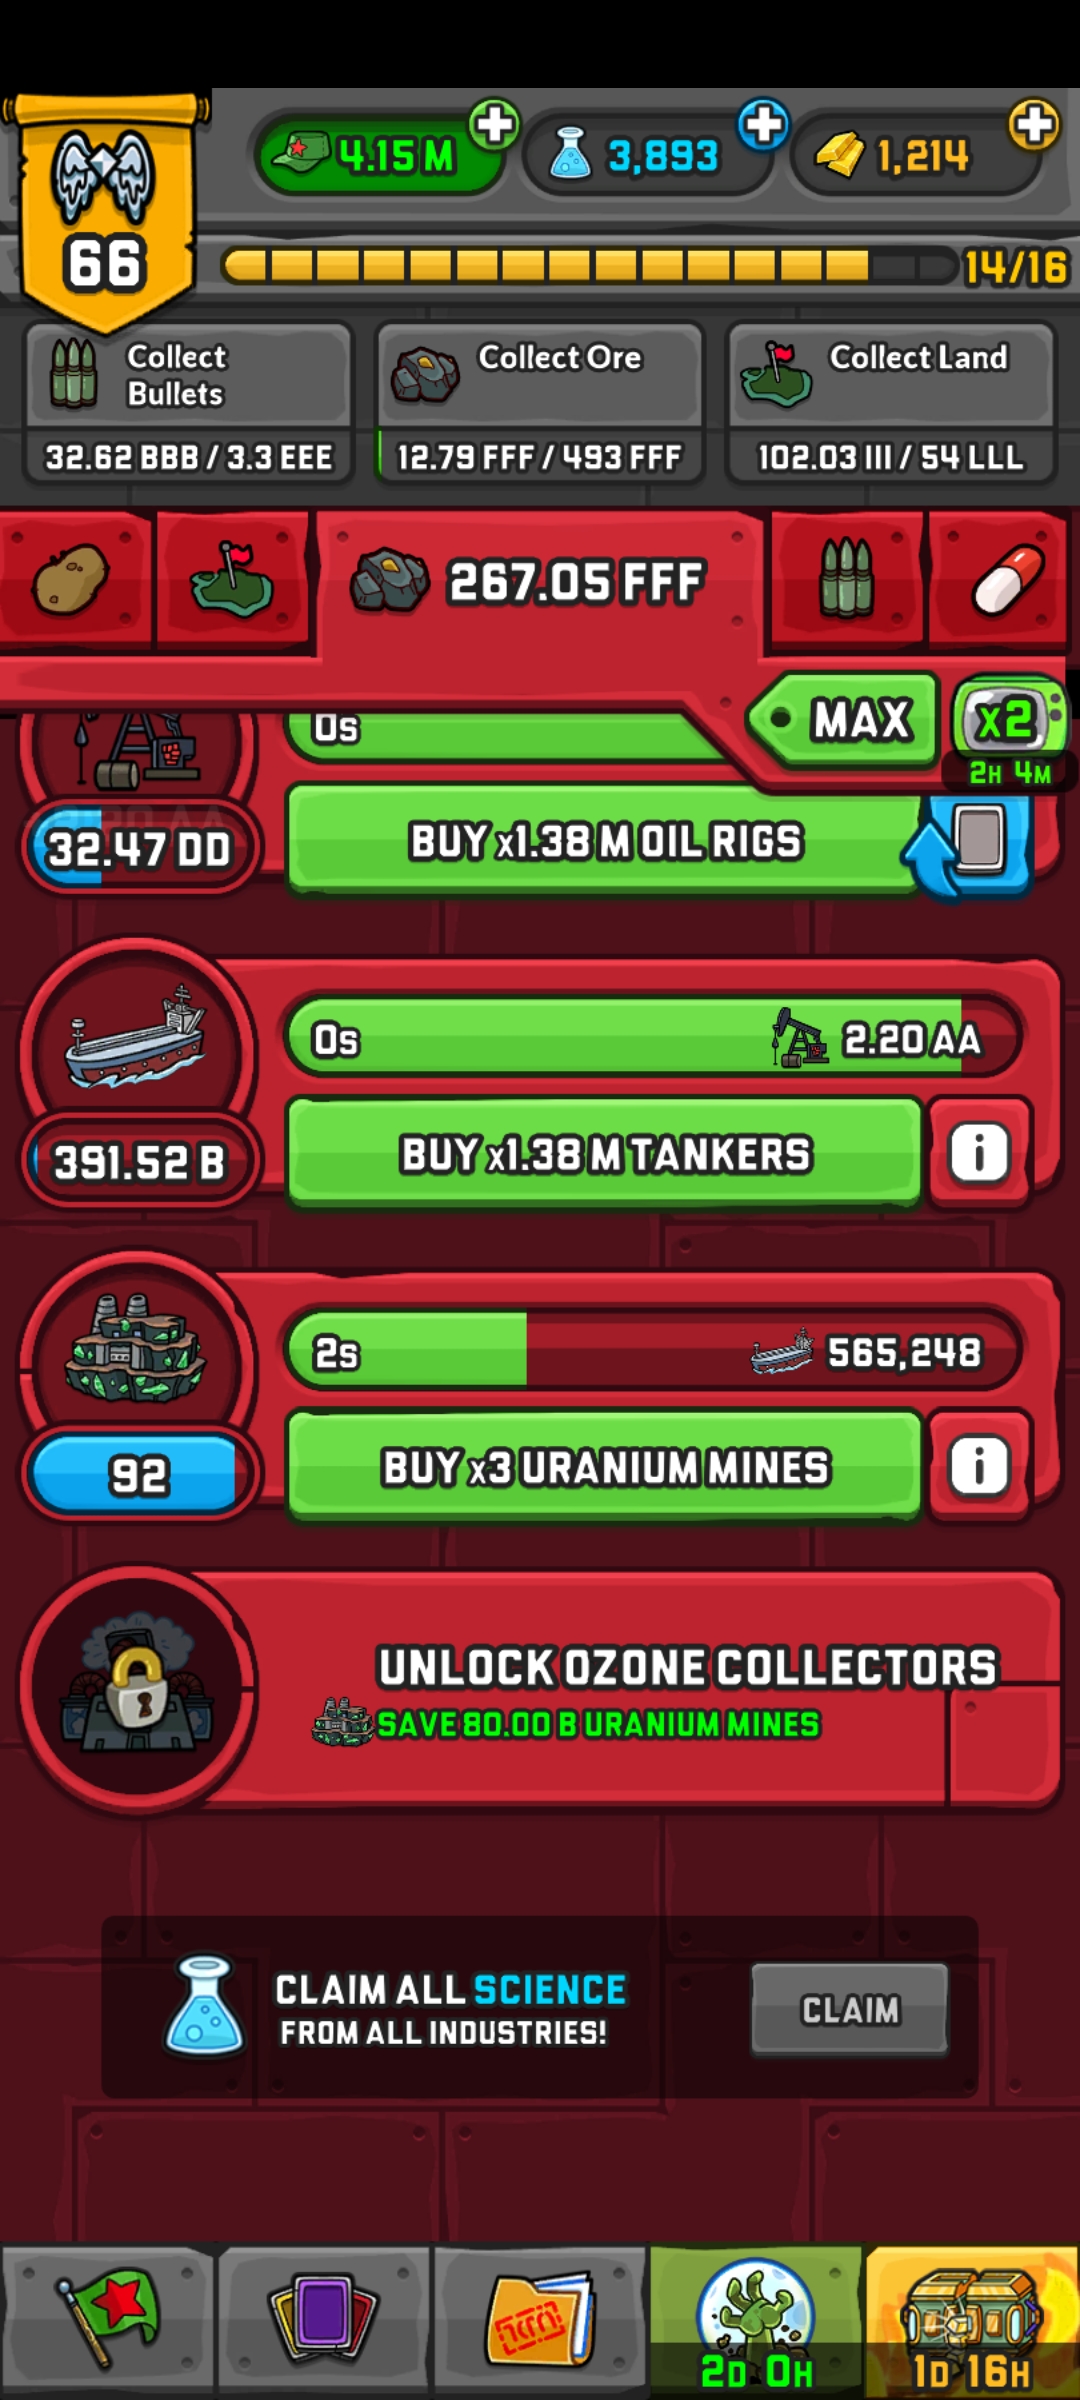 4.15 M
3,893
1,214
66
14/16
Collect
Bullets
Collect Ore
Collect Land
32.62 BBB / 3.3 EEE
12.79 FFF / 493 FFF
102.03 III / 54 LLL
267.05 FFF
MAX
x2
2H 4M
0s
32.47 DD
BUY x1.38 M OIL RIGS
0s
2.20 AA
391.52 B
BUY x1.38 M TANKERS
i
2s
565,248
92
BUY x3 URANIUM MINES
i
UNLOCK OZONE COLLECTORS
SAVE 80.00 B URANIUM MINES
CLAIM ALL SCIENCE
FROM ALL INDUSTRIES!
CLAIM
2D 0H
1D 16H